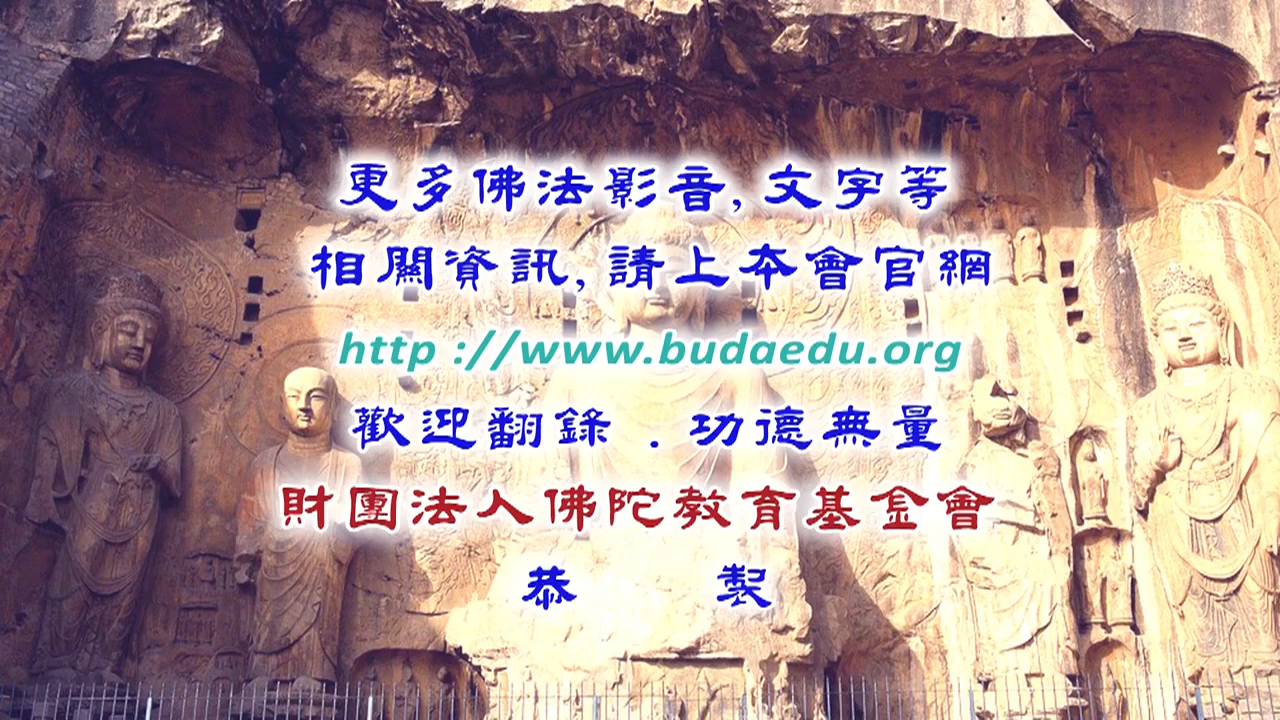 更多佛法影音,文字等
相關資訊,請上本會官網
http ://www.budaedu.org
歡迎翻錄 . 功德無量
財團法人佛陀教育基金會
恭 製